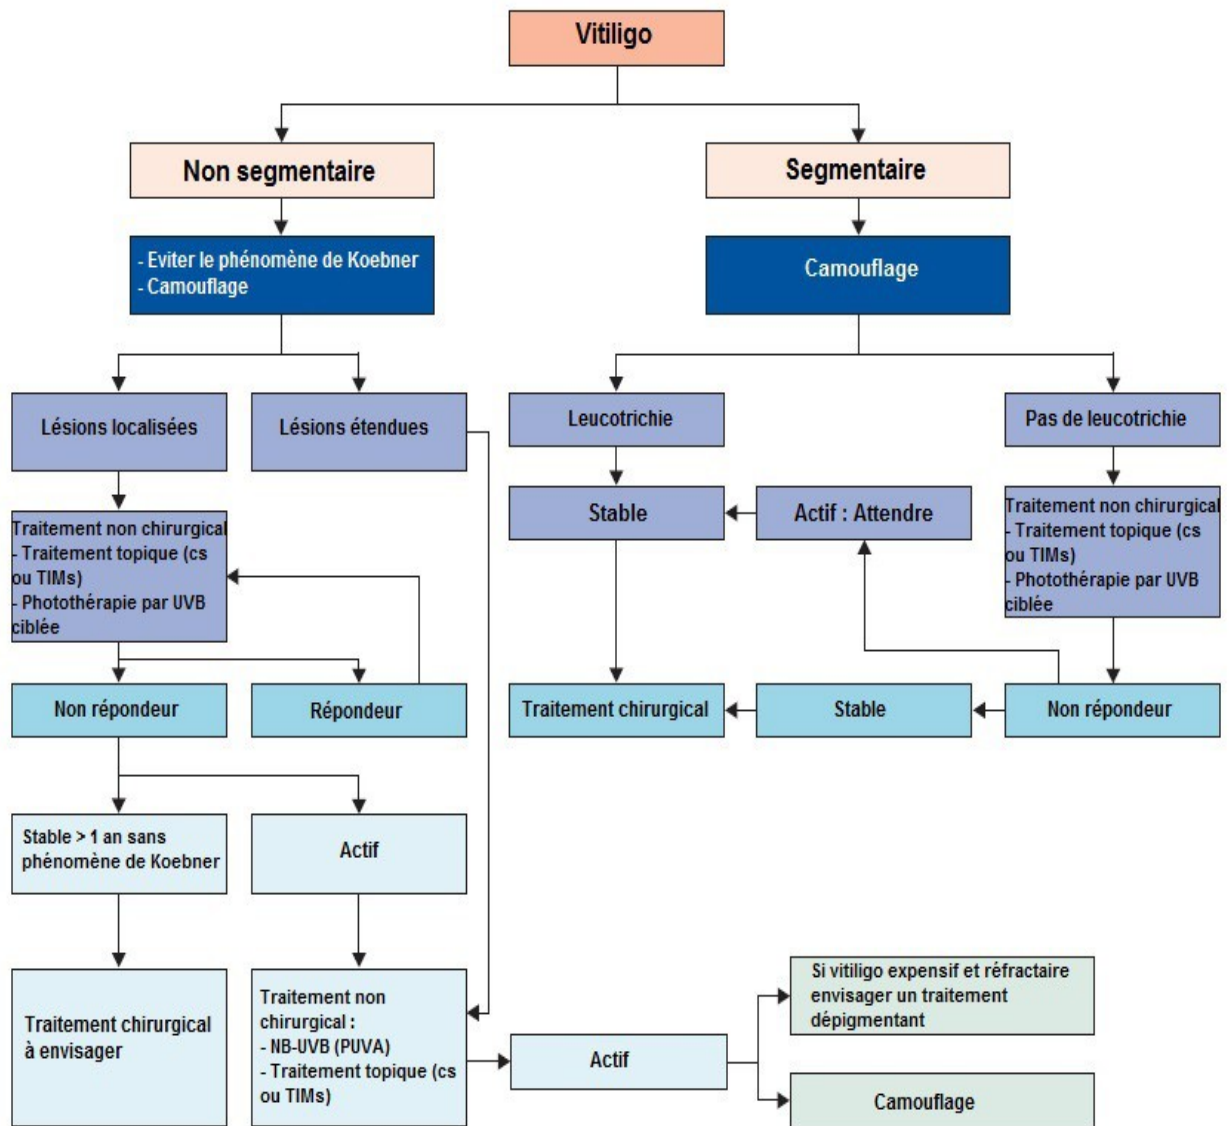 Vitiligo
Non segmentaire
Segmentaire
- Eviter le phénomène de Koebner
- Camouflage
Camouflage
Lésions localisées
Lésions étendues
Leucotrichie
Pas de leucotrichie
Traitement non chirurgical
- Traitement topique (cs
ou TIMs)
- Photothérapie par UVB
ciblée
Stable
Actif : Attendre
Traitement non chirurgical
- Traitement topique (cs
ou TIMs)
- Photothérapie par UVB
ciblée
Non répondeur
Répondeur
Traitement chirurgical
Stable
Non répondeur
Stable > 1 an sans
phénomène de Koebner
Actif
Traitement chirurgical
à envisager
Traitement non
chirurgical :
- NB-UVB (PUVA)
- Traitement topique (cs
ou TIMs)
Actif
Si vitiligo expensif et réfractaire
envisager un traitement
dépigmentant
Camouflage